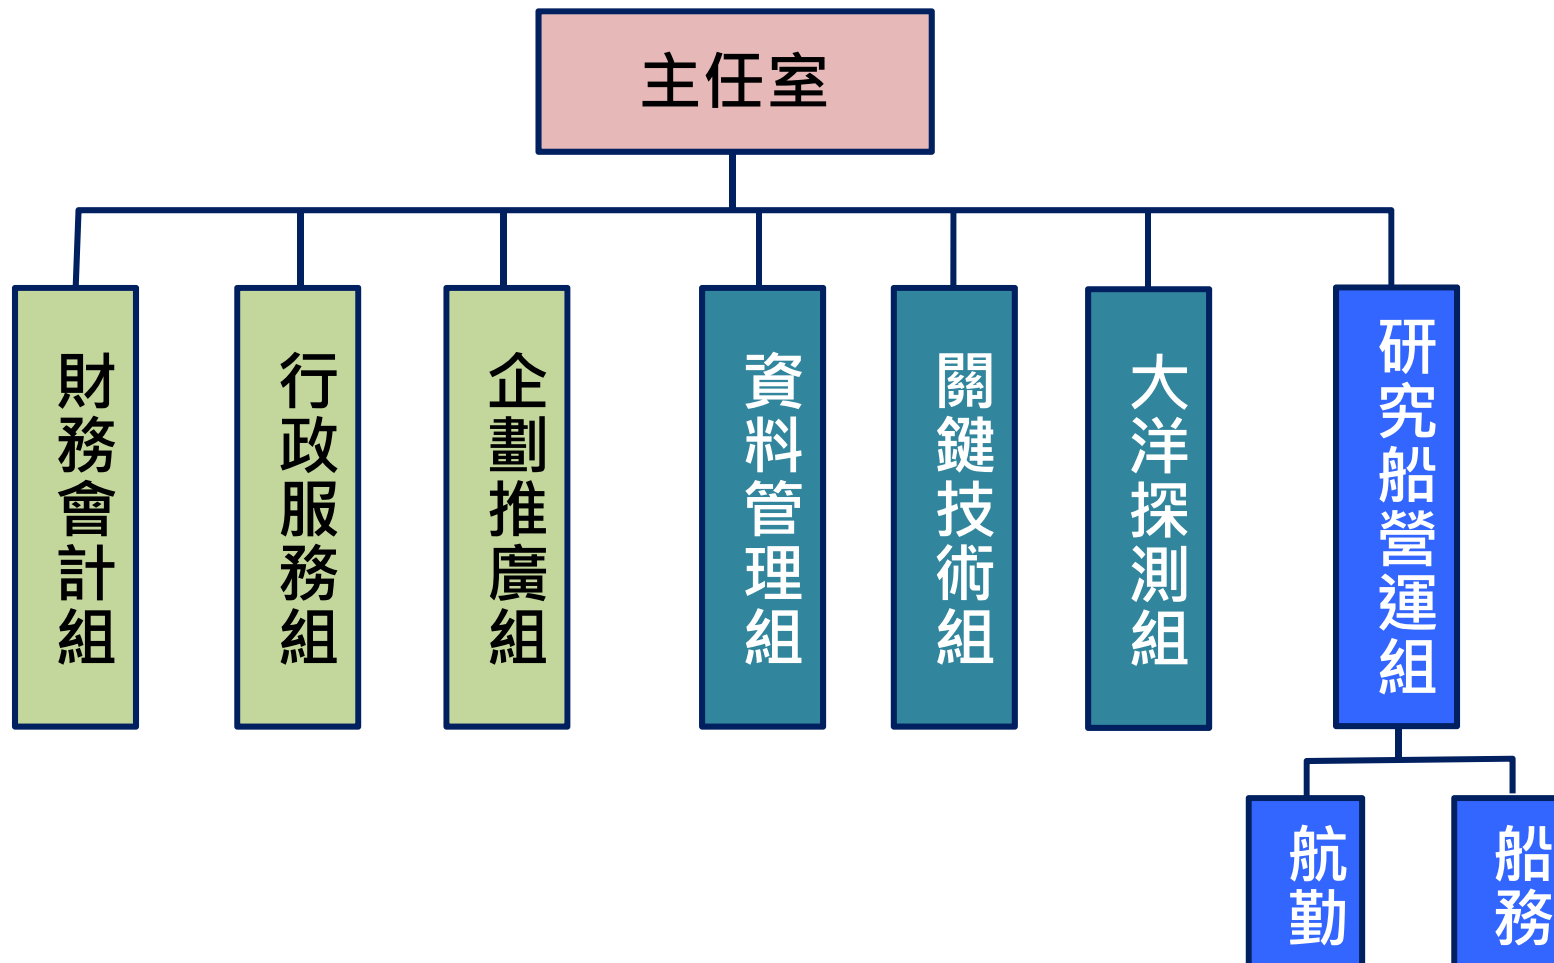 主任室
財務會計組
行政服務組
企劃推廣組
資料管理組
關鍵技術組
大洋探測組
研究船營運組
航勤
船務